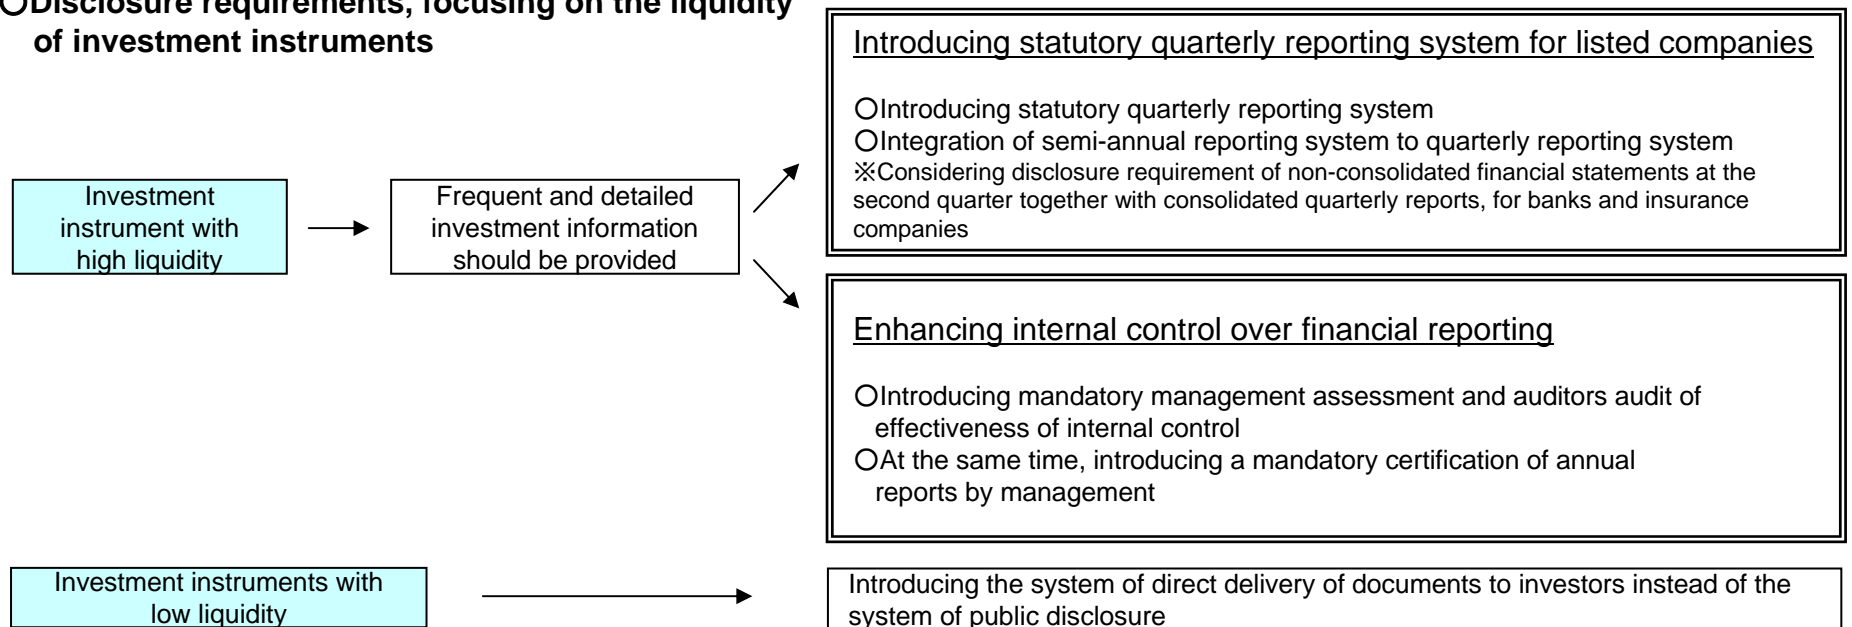 〇Disclosure requirements, focusing on the liquidity
of investment instruments
Investment
instrument with
high liquidity
Frequent and detailed
investment information
should be provided
Introducing statutory quarterly reporting system for listed companies
〇Introducing statutory quarterly reporting system
〇Integration of semi-annual reporting system to quarterly reporting system
※Considering disclosure requirement of non-consolidated financial statements at the
second quarter together with consolidated quarterly reports, for banks and insurance
companies
Enhancing internal control over financial reporting
〇Introducing mandatory management assessment and auditors audit of
effectiveness of internal control
〇At the same time, introducing a mandatory certification of annual
reports by management
Investment instruments with
low liquidity
Introducing the system of direct delivery of documents to investors instead of the
system of public disclosure